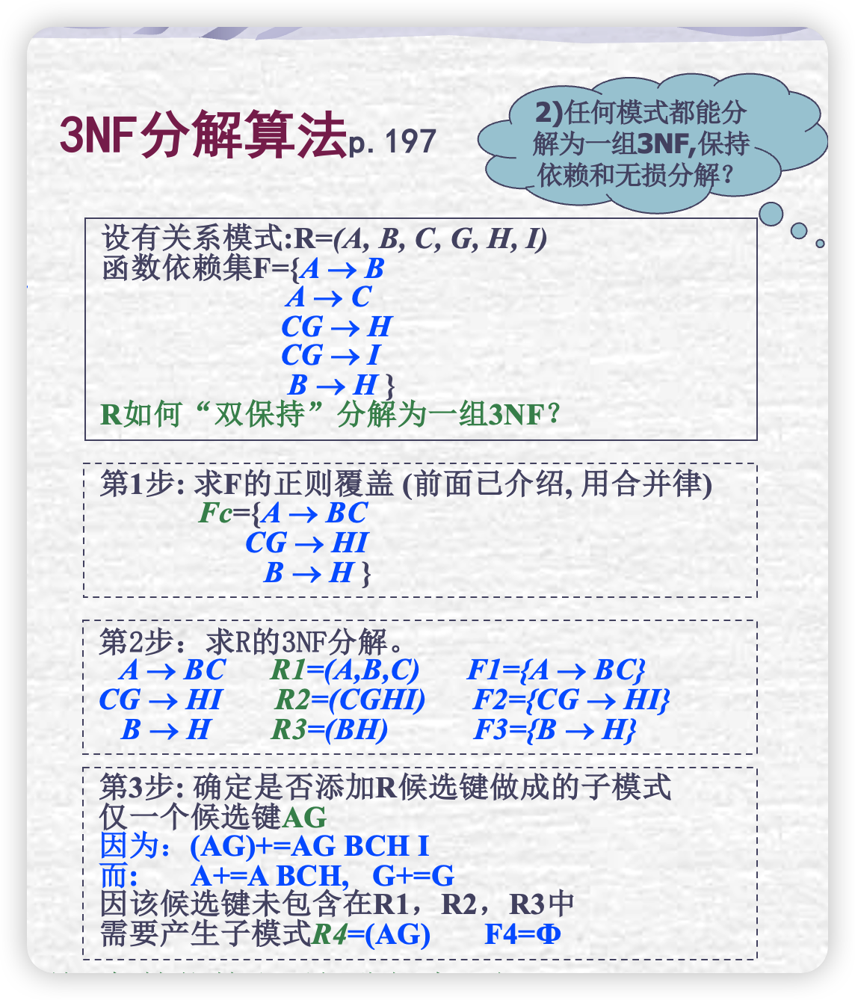 3NF分解算法p.197
2)任何模式都能分
解为一组3NF,保持
依赖和无损分解?
设有关系模式:R=(A, B, C, G, H, I)
函数依赖集F={A → B
A → C
CG → H
CG → I
B → H }
R如何“双保持”分解为一组3NF?
第1步: 求F的正则覆盖 (前面已介绍, 用合并律)
Fc={A → BC
CG → HI
B → H }
第2步：求R的3NF分解。
A → BC R1=(A,B,C) F1={A → BC}
CG → HI R2=(CGHI) F2={CG → HI}
B → H R3=(BH) F3={B → H}
第3步: 确定是否添加R候选键做成的子模式
仅一个候选键AG
因为：(AG)+=AG BCH I
而: A+=A BCH, G+=G
因该候选键未包含在R1，R2，R3中
需要产生子模式R4=(AG) F4=Φ